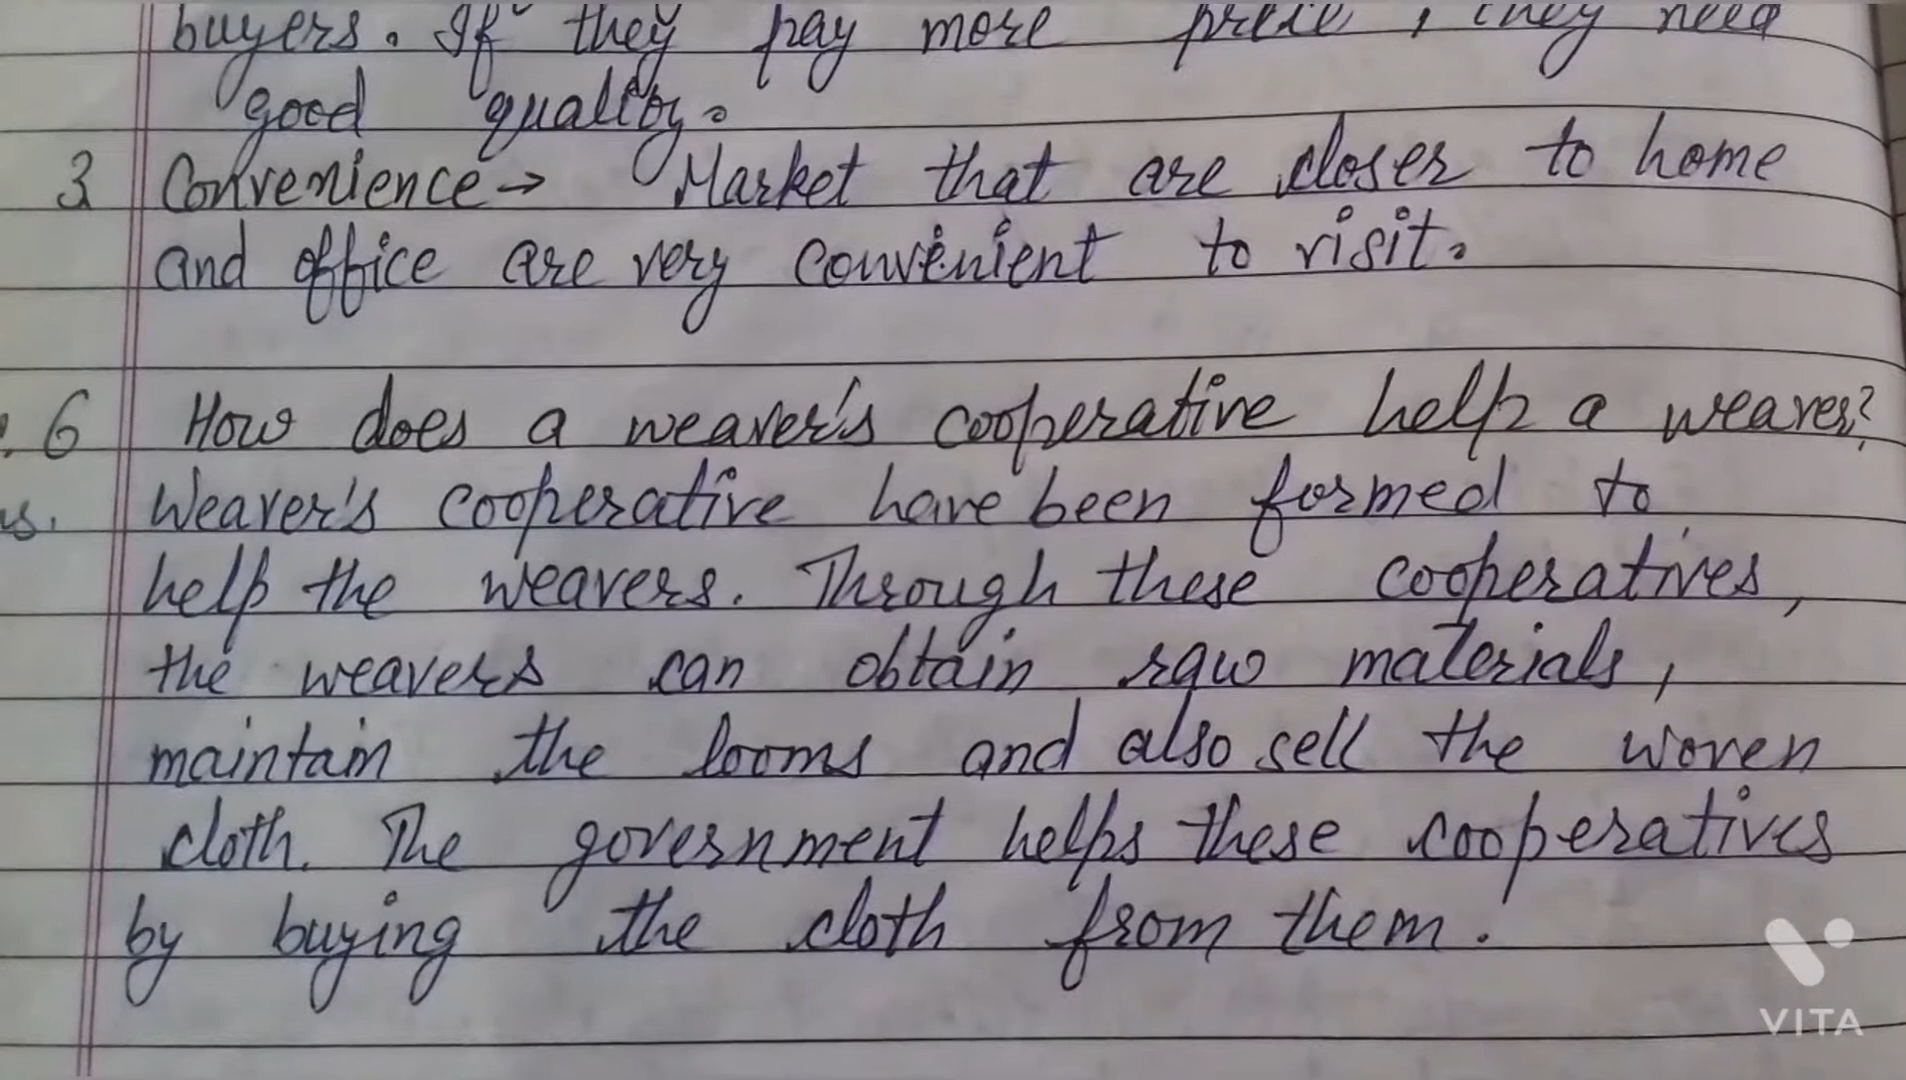 buyers. If they pay more price, they need
good qualtby.
3 Convenience → Market that are closer to home
and office are very convenient to visit.
6 How does a weaver's cooperative help a weaver?
s. Weaver's cooperative have been formed to
help the weavers. Through these cooperatives,
the weavers can obtain raw materials,
maintain the looms and also sell the woven
cloth. The government helps these cooperatives
by buying the cloth from them.
VITA